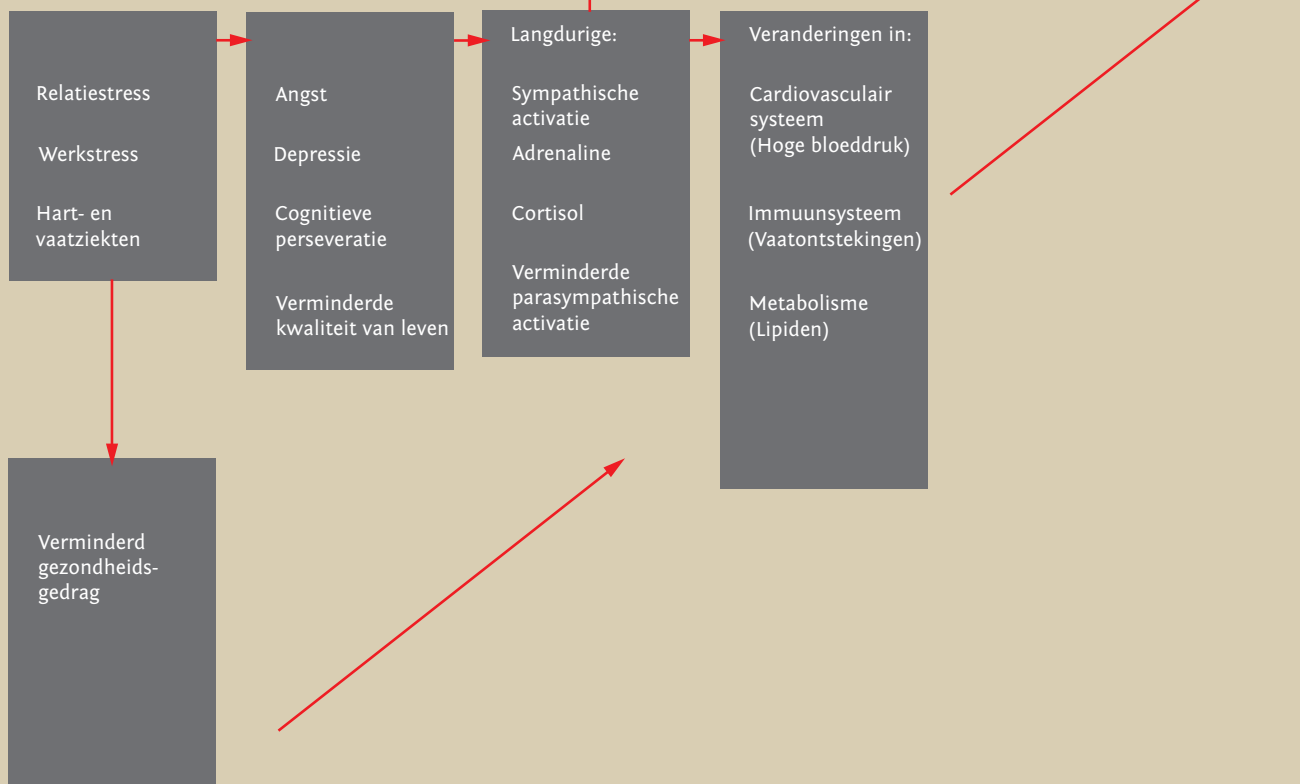 Relatiestress
Werkstress
Hart- en
vaatziekten
Angst
Depressie
Cognitieve
perseveratie
Verminderde
kwaliteit van leven
Langdurige:
Sympathische
activatie
Adrenaline
Cortisol
Verminderde
parasympathische
activatie
Veranderingen in:
Cardiovasculair
systeem
(Hoge bloeddruk)
Immuunsysteem
(Vaatontstekingen)
Metabolisme
(Lipiden)
Verminderd
gezondheids-
gedrag